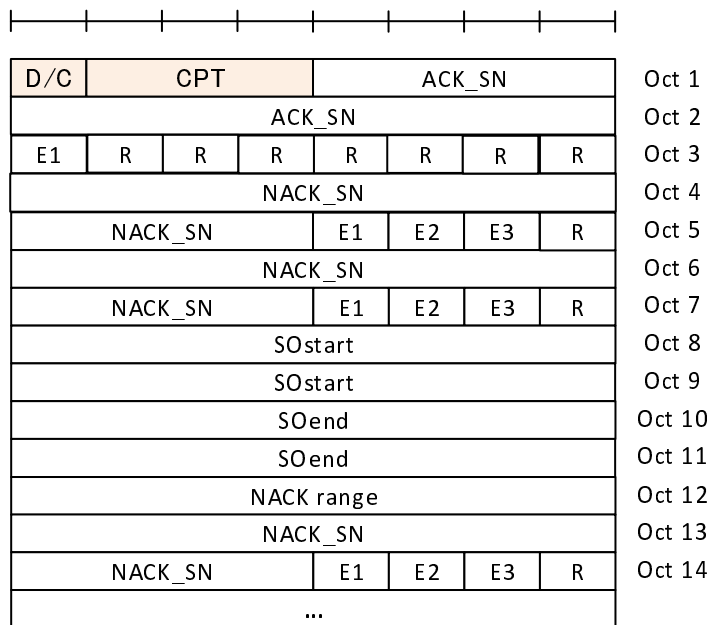 D/C CPT ACK_SN Oct 1
ACK_SN Oct 2
E1 R R R R R R R Oct 3
NACK_SN Oct 4
NACK_SN E1 E2 E3 R Oct 5
NACK_SN Oct 6
NACK_SN E1 E2 E3 R Oct 7
SOstart Oct 8
SOstart Oct 9
SOend Oct 10
SOend Oct 11
NACK range Oct 12
NACK_SN Oct 13
NACK_SN E1 E2 E3 R Oct 14
...